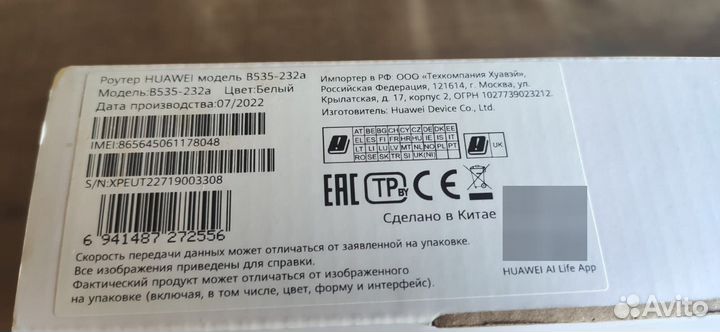 Роутер HUAWEI модель B535-232a
Модель:B535-232a Цвет:Белый
Дата производства:07/2022
IMEI:865645061178048
S/N:XPEUT22719003308
6 941487 272556
Импортер в РФ: ООО «Техкомпания Хуавэй»,
Российская Федерация, 121614, г. Москва, ул.
Крылатская, д. 17, корпус 2, ОГРН 1027739023212.
Изготовитель: Huawei Device Co., Ltd.
AT BE BG CH CY CZ DE DK EE
EL ES FI FR HR HU IE IS IT
LT LI LU LV MT NL NO PL PT
RO SE SK TR SI UK(NI)
UK
EAC TP BY CE
Сделано в Китае
HUAWEI AI Life App
Скорость передачи данных может отличаться от заявленной на упаковке.
Все изображения приведены для справки.
Фактический продукт может отличаться от изображенного
на упаковке (включая, в том числе, цвет, форму и интерфейс).
Avito